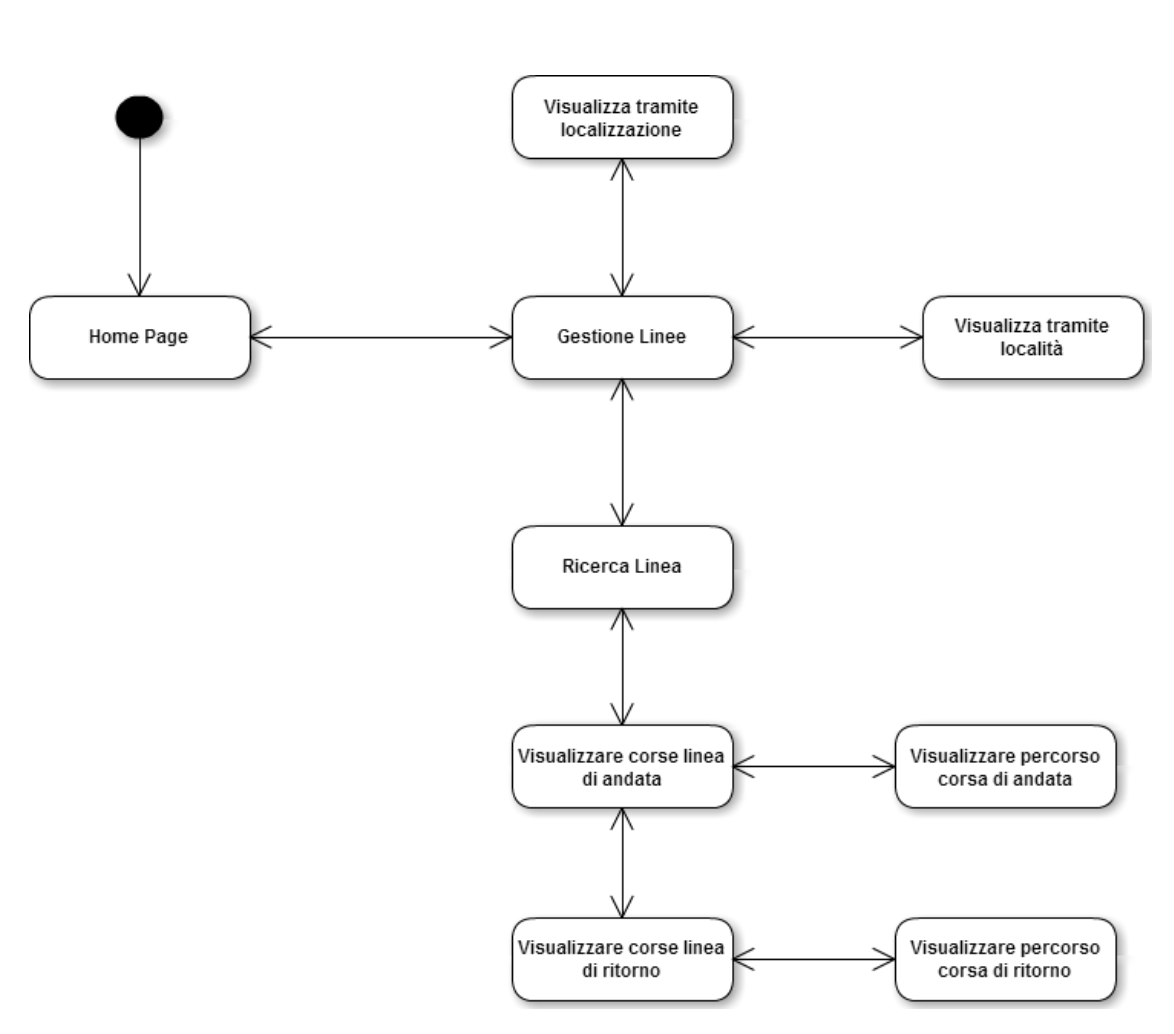 Visualizza tramite
localizzazione
Home Page
Gestione Linee
Visualizza tramite
località
Ricerca Linea
Visualizzare corse linea
di andata
Visualizzare percorso
corsa di andata
Visualizzare corse linea
di ritorno
Visualizzare percorso
corsa di ritorno